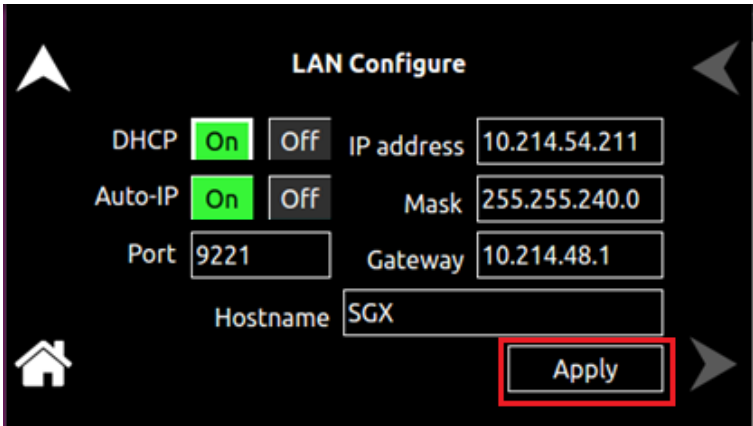 LAN Configure
DHCP On Off IP address 10.214.54.211
Auto-IP On Off Mask 255.255.240.0
Port 9221 Gateway 10.214.48.1
Hostname SGX
Apply